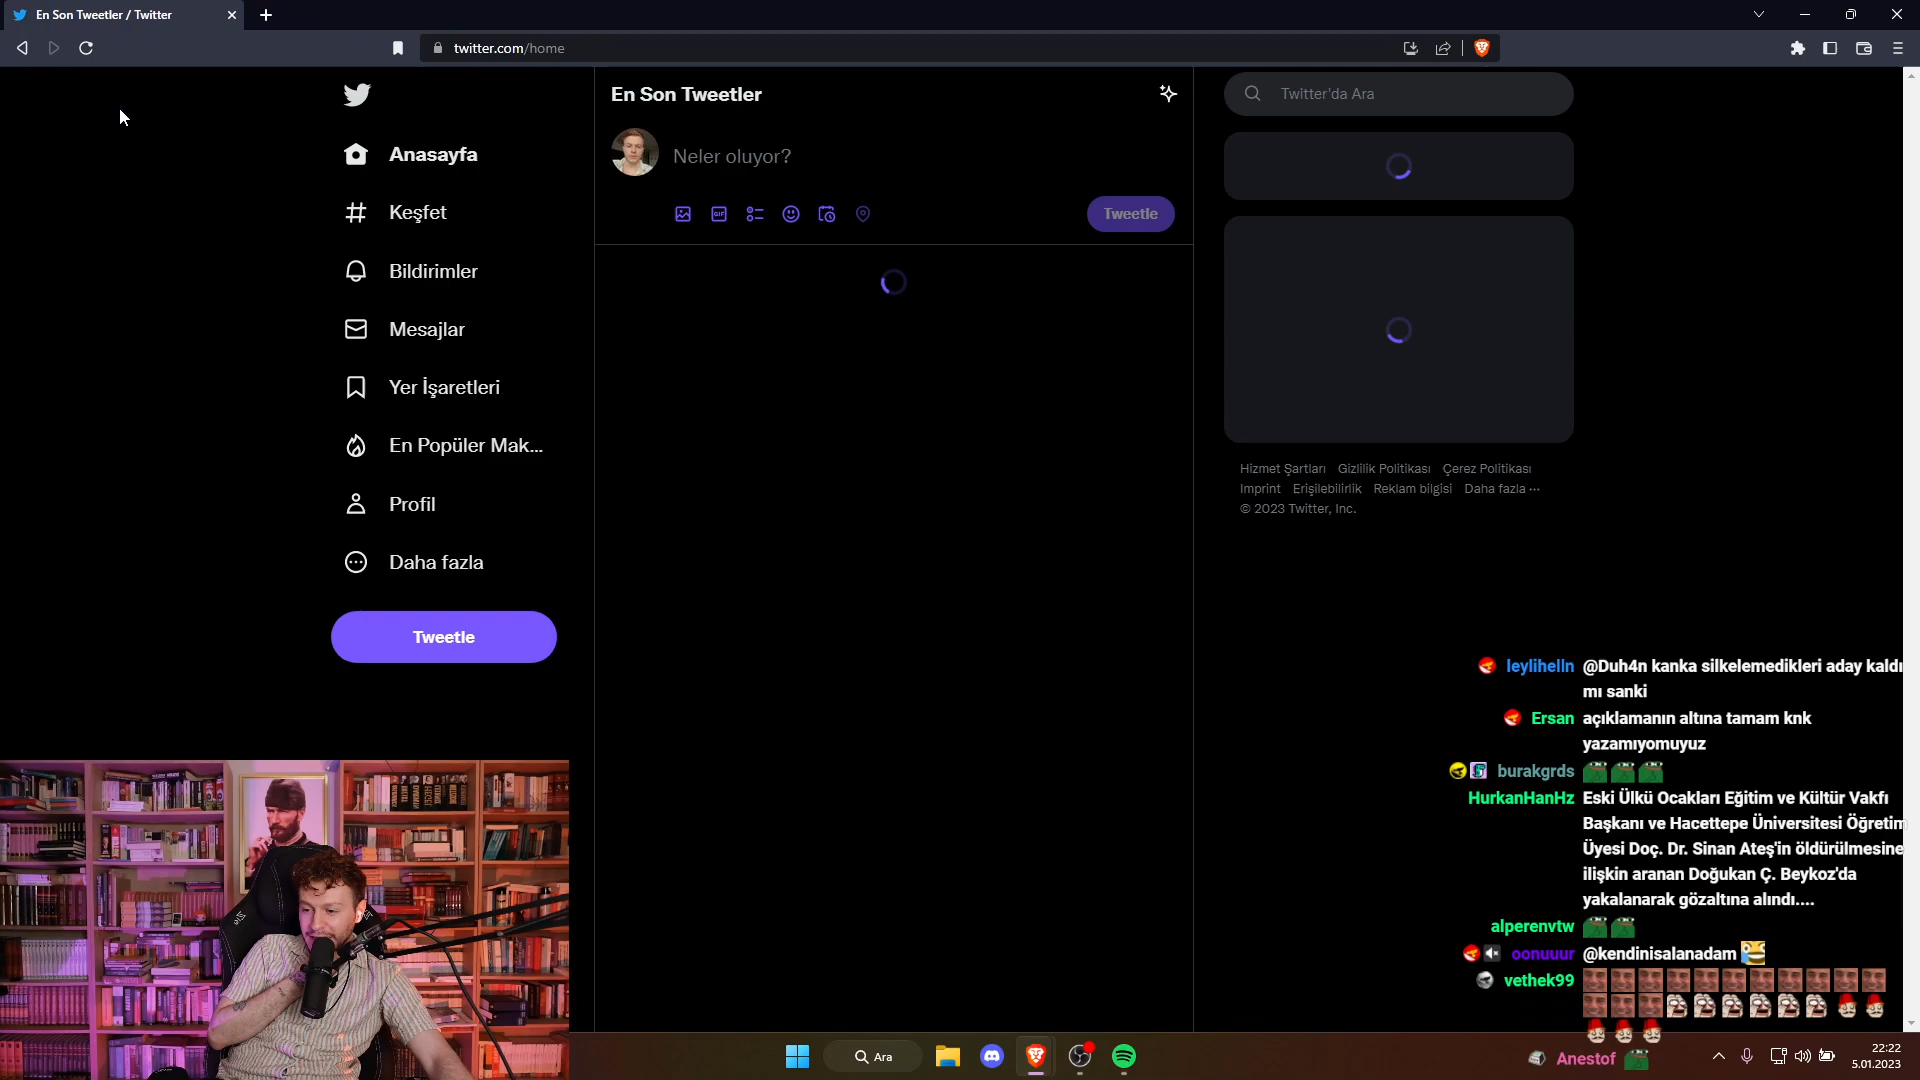 En Son Tweetler / Twitter
twitter.com/home
Anasayfa
Keşfet
Bildirimler
Mesajlar
Yer İşaretleri
En Popüler Mak...
Profil
Daha fazla
Tweetle
En Son Tweetler
Neler oluyor?
GIF
Tweetle
Twitter'da Ara
Hizmet Şartları Gizlilik Politikası Çerez Politikası
Imprint Erişilebilirlik Reklam bilgisi Daha fazla ···
© 2023 Twitter, Inc.
leylihelln @Duh4n kanka silkelemedikleri aday kaldı
mı sanki
Ersan açıklamanın altına tamam knk
yazamıyomuyuz
burakgrds
HurkanHanHz Eski Ülkü Ocakları Eğitim ve Kültür Vakfı
Başkanı ve Hacettepe Üniversitesi Öğretim
Üyesi Doç. Dr. Sinan Ateş'in öldürülmesine
ilişkin aranan Doğukan Ç. Beykoz'da
yakalanarak gözaltına alındı....
alperenvtw
oonuuur @kendinisalanadam
vethek99
Anestof
Ara
22:22
5.01.2023